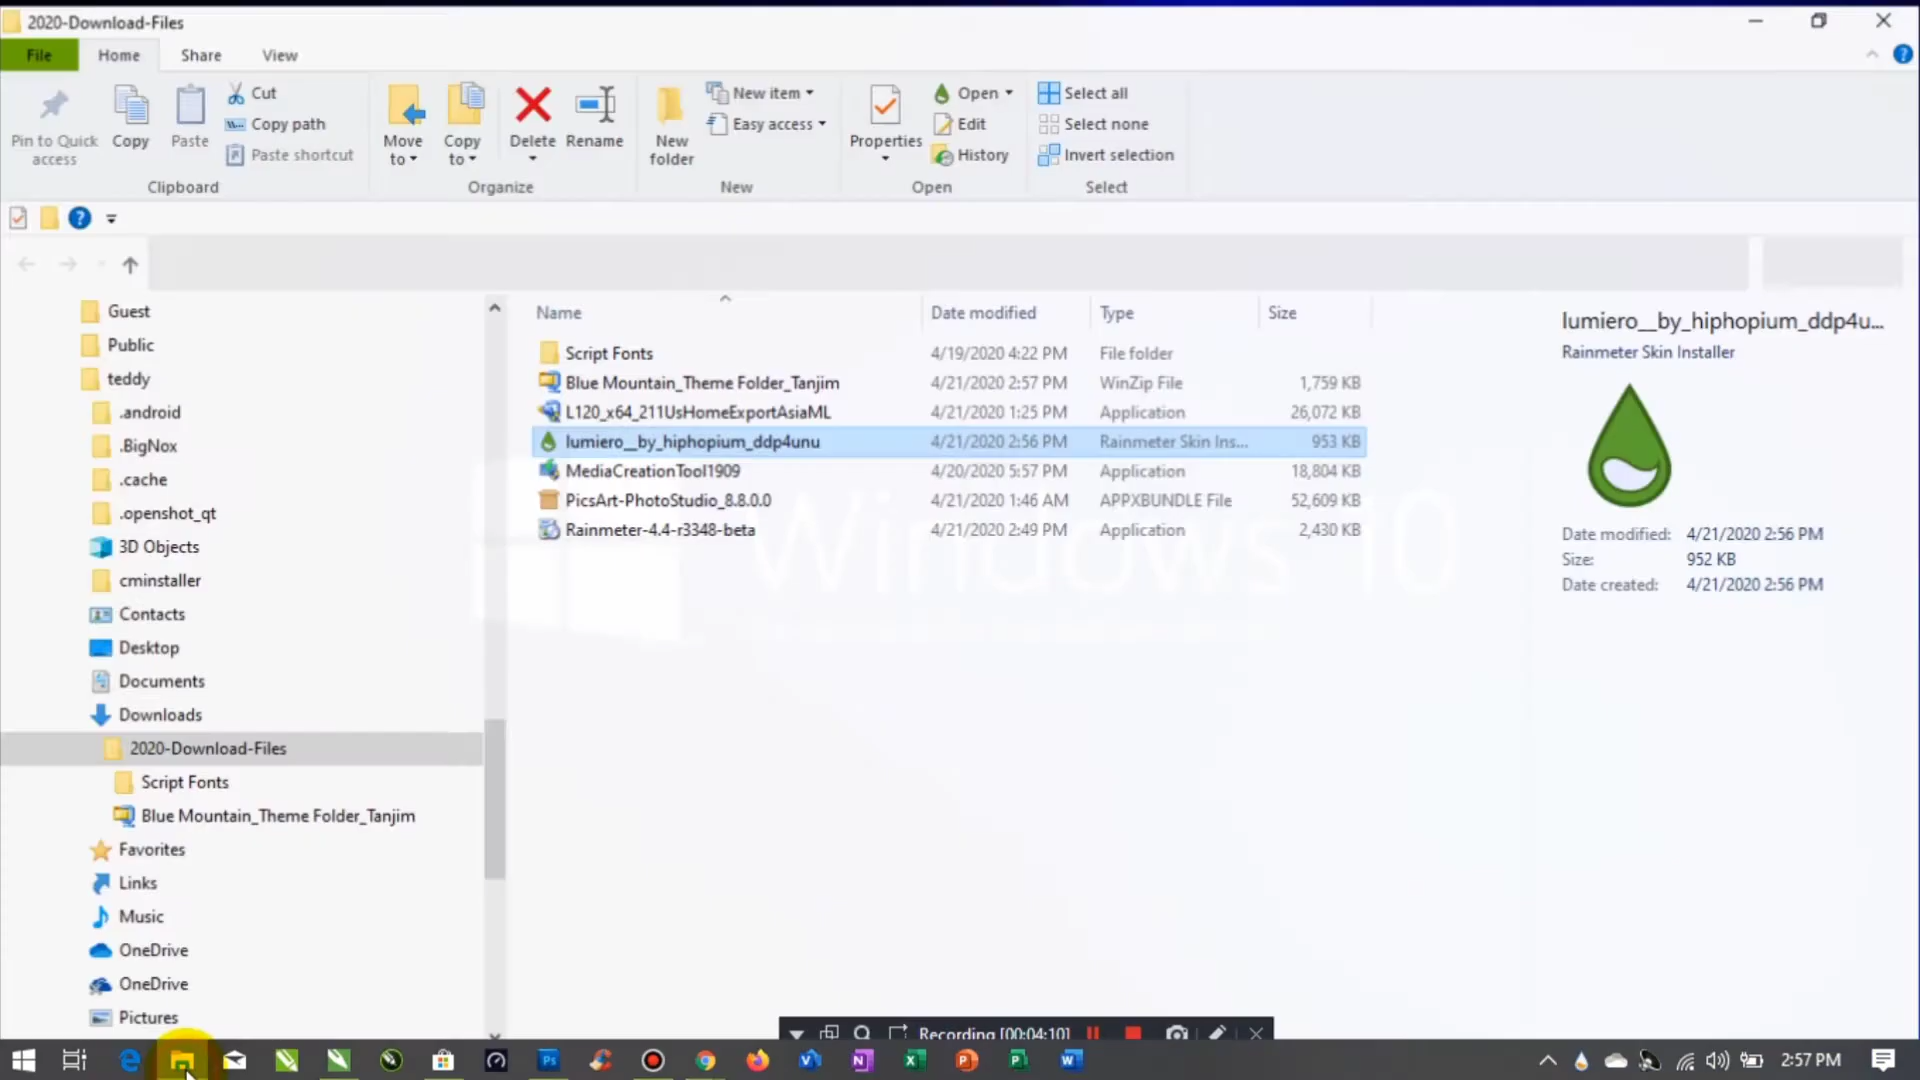 2020-Download-Files
File Home Share View
Pin to Quick access
Copy
Paste
Cut
Copy path
Paste shortcut
Clipboard
Move to
Copy to
Delete
Rename
Organize
New folder
New item
Easy access
New
Properties
Open
Edit
History
Open
Select all
Select none
Invert selection
Select
Guest
Public
teddy
.android
.BigNox
.cache
.openshot_qt
3D Objects
cminstaller
Contacts
Desktop
Documents
Downloads
2020-Download-Files
Script Fonts
Blue Mountain_Theme Folder_Tanjim
Favorites
Links
Music
OneDrive
OneDrive
Pictures
Name Date modified Type Size
Script Fonts 4/19/2020 4:22 PM File folder
Blue Mountain_Theme Folder_Tanjim 4/21/2020 2:57 PM WinZip File 1,759 KB
L120_x64_211UsHomeExportAsiaML 4/21/2020 1:25 PM Application 26,072 KB
lumiero__by_hiphopium_ddp4unu 4/21/2020 2:56 PM Rainmeter Skin Ins... 953 KB
MediaCreationTool1909 4/20/2020 5:57 PM Application 18,804 KB
PicsArt-PhotoStudio_8.8.0.0 4/21/2020 1:46 AM APPXBUNDLE File 52,609 KB
Rainmeter-4.4-r3348-beta 4/21/2020 2:49 PM Application 2,430 KB
Windows 10
lumiero__by_hiphopium_ddp4u...
Rainmeter Skin Installer
Date modified: 4/21/2020 2:56 PM
Size: 952 KB
Date created: 4/21/2020 2:56 PM
Recording [00:04:10]
2:57 PM